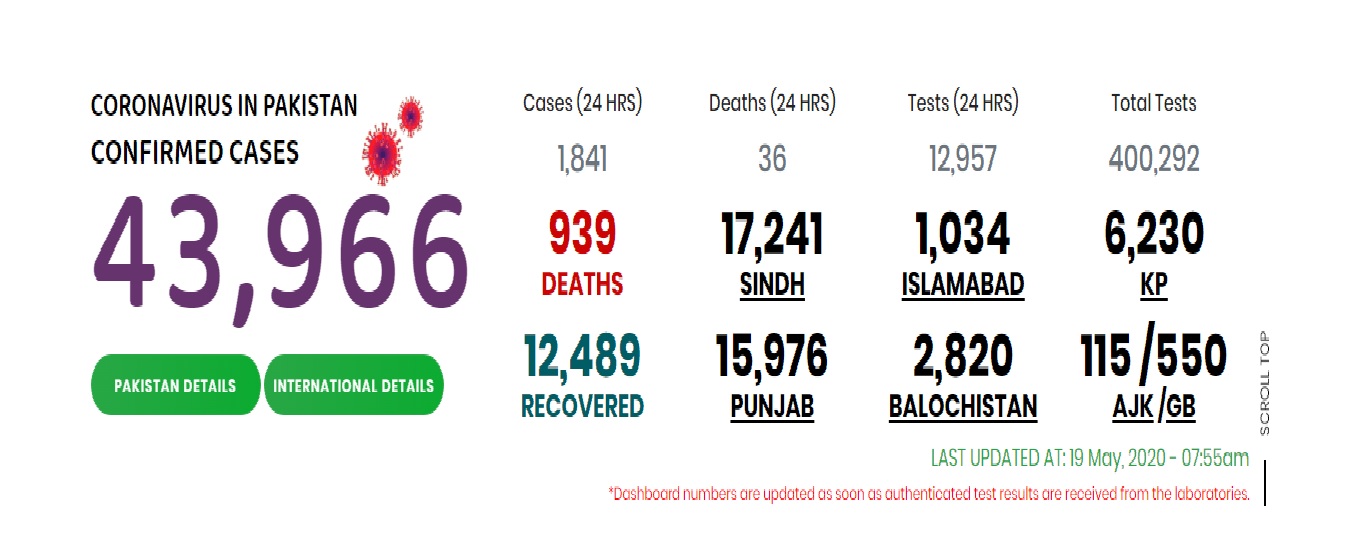 CORONAVIRUS IN PAKISTAN
CONFIRMED CASES
43,966
PAKISTAN DETAILS
INTERNATIONAL DETAILS
Cases (24 HRS)
Deaths (24 HRS)
Tests (24 HRS)
Total Tests
1,841
36
12,957
400,292
939
17,241
1,034
6,230
DEATHS
SINDH
ISLAMABAD
KP
12,489
15,976
2,820
115 /550
RECOVERED
PUNJAB
BALOCHISTAN
AJK /GB
SCROLL TOP
LAST UPDATED AT: 19 May, 2020 - 07:55am
*Dashboard numbers are updated as soon as authenticated test results are received from the laboratories.